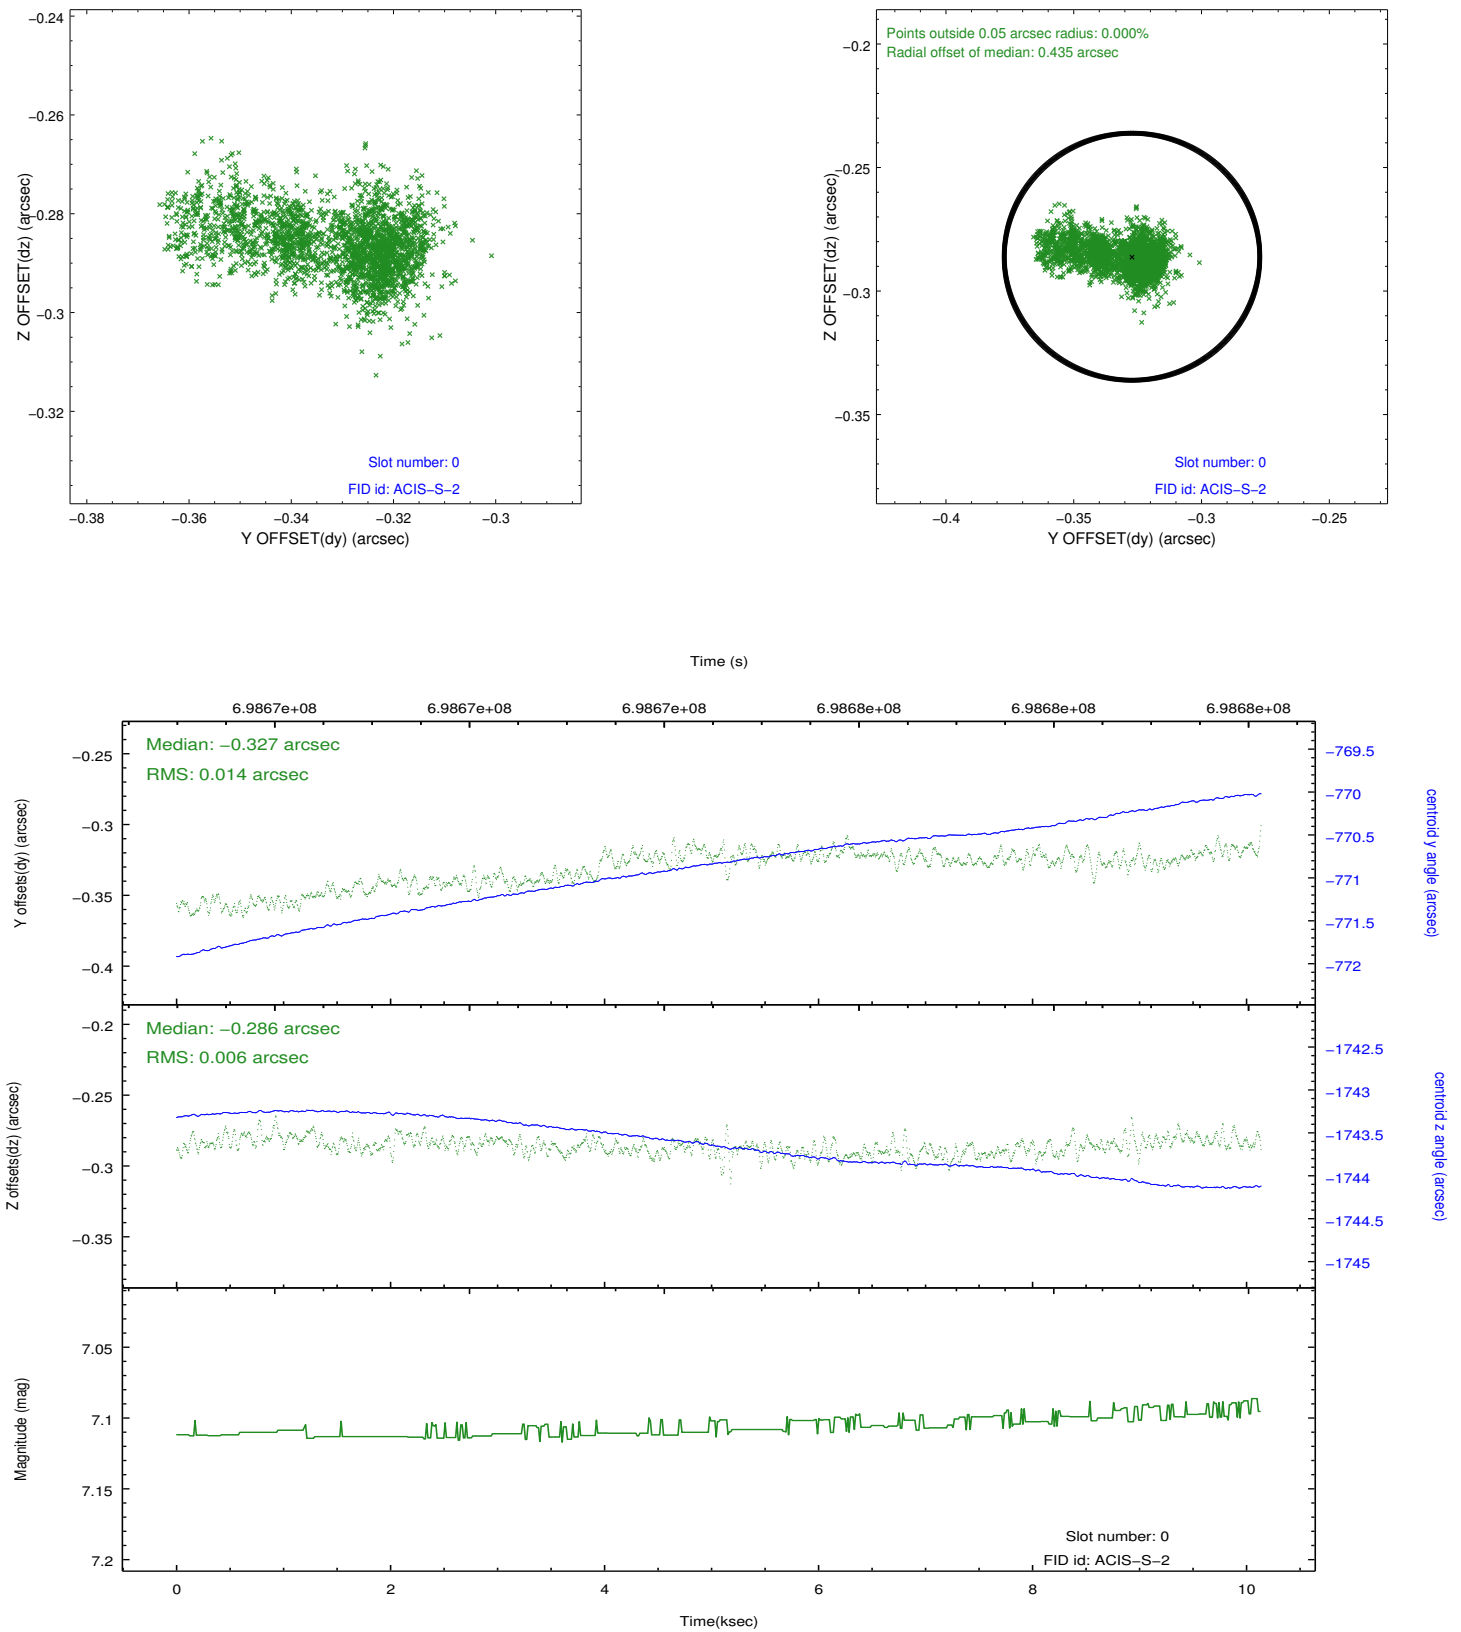 −0.24
−0.26
−0.28
−0.3
−0.32
Z OFFSET(dz) (arcsec)
Slot number: 0
FID id: ACIS−S−2
−0.38
−0.36
−0.34
−0.32
−0.3
Y OFFSET(dy) (arcsec)
Points outside 0.05 arcsec radius: 0.000%
Radial offset of median: 0.435 arcsec
−0.2
−0.25
−0.3
−0.35
Z OFFSET(dz) (arcsec)
Slot number: 0
FID id: ACIS−S−2
−0.4
−0.35
−0.3
−0.25
Y OFFSET(dy) (arcsec)
Time (s)
6.9867e+08
6.9867e+08
6.9867e+08
6.9868e+08
6.9868e+08
6.9868e+08
Median: −0.327 arcsec
RMS: 0.014 arcsec
−0.25
−0.3
−0.35
−0.4
Y offsets(dy) (arcsec)
−769.5
−770
−770.5
−771
−771.5
−772
centroid y angle (arcsec)
Median: −0.286 arcsec
RMS: 0.006 arcsec
−0.2
−0.25
−0.3
−0.35
Z offsets(dz) (arcsec)
−1742.5
−1743
−1743.5
−1744
−1744.5
−1745
centroid z angle (arcsec)
7.05
7.1
7.15
7.2
Magnitude (mag)
Slot number: 0
FID id: ACIS−S−2
0
2
4
6
8
10
Time(ksec)